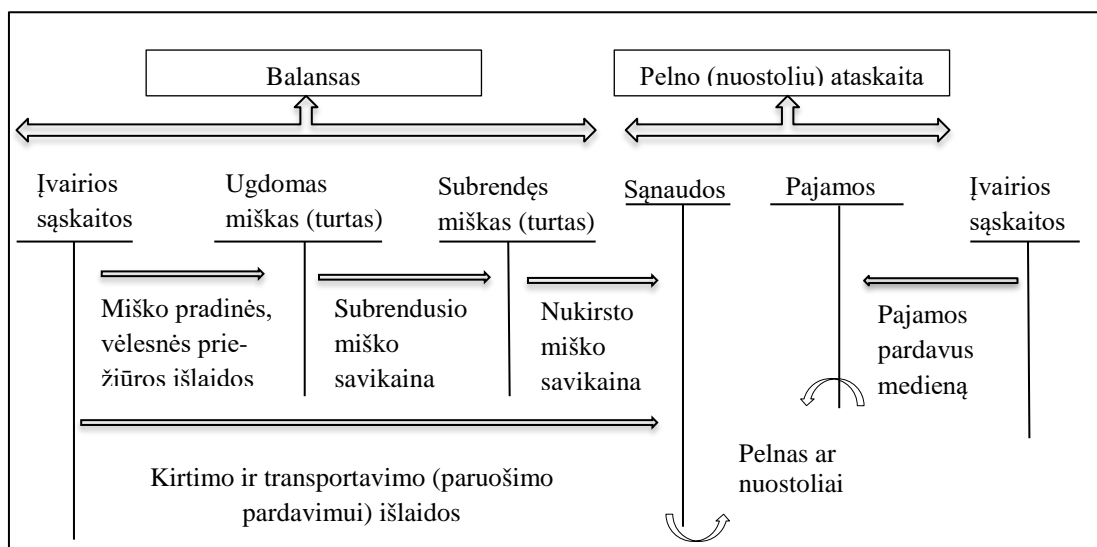 Balansas
Pelno (nuostoliu) ataskaita
Įvairios
sąskaitos
Ugdomas
miškas (turtas)
Subrendęs
miškas (turtas)
Sąnaudos
Pajamos
Įvairios
sąskaitos
Miško pradinės,
vėlesnės prie-
žiūros išlaidos
Subrendusio
miško
savikaina
Nukirsto
miško
savikaina
Pajamos
pardavus
medieną
Kirtimo ir transportavimo (paruošimo
pardavimui) išlaidos
Pelnas ar
nuostoliai